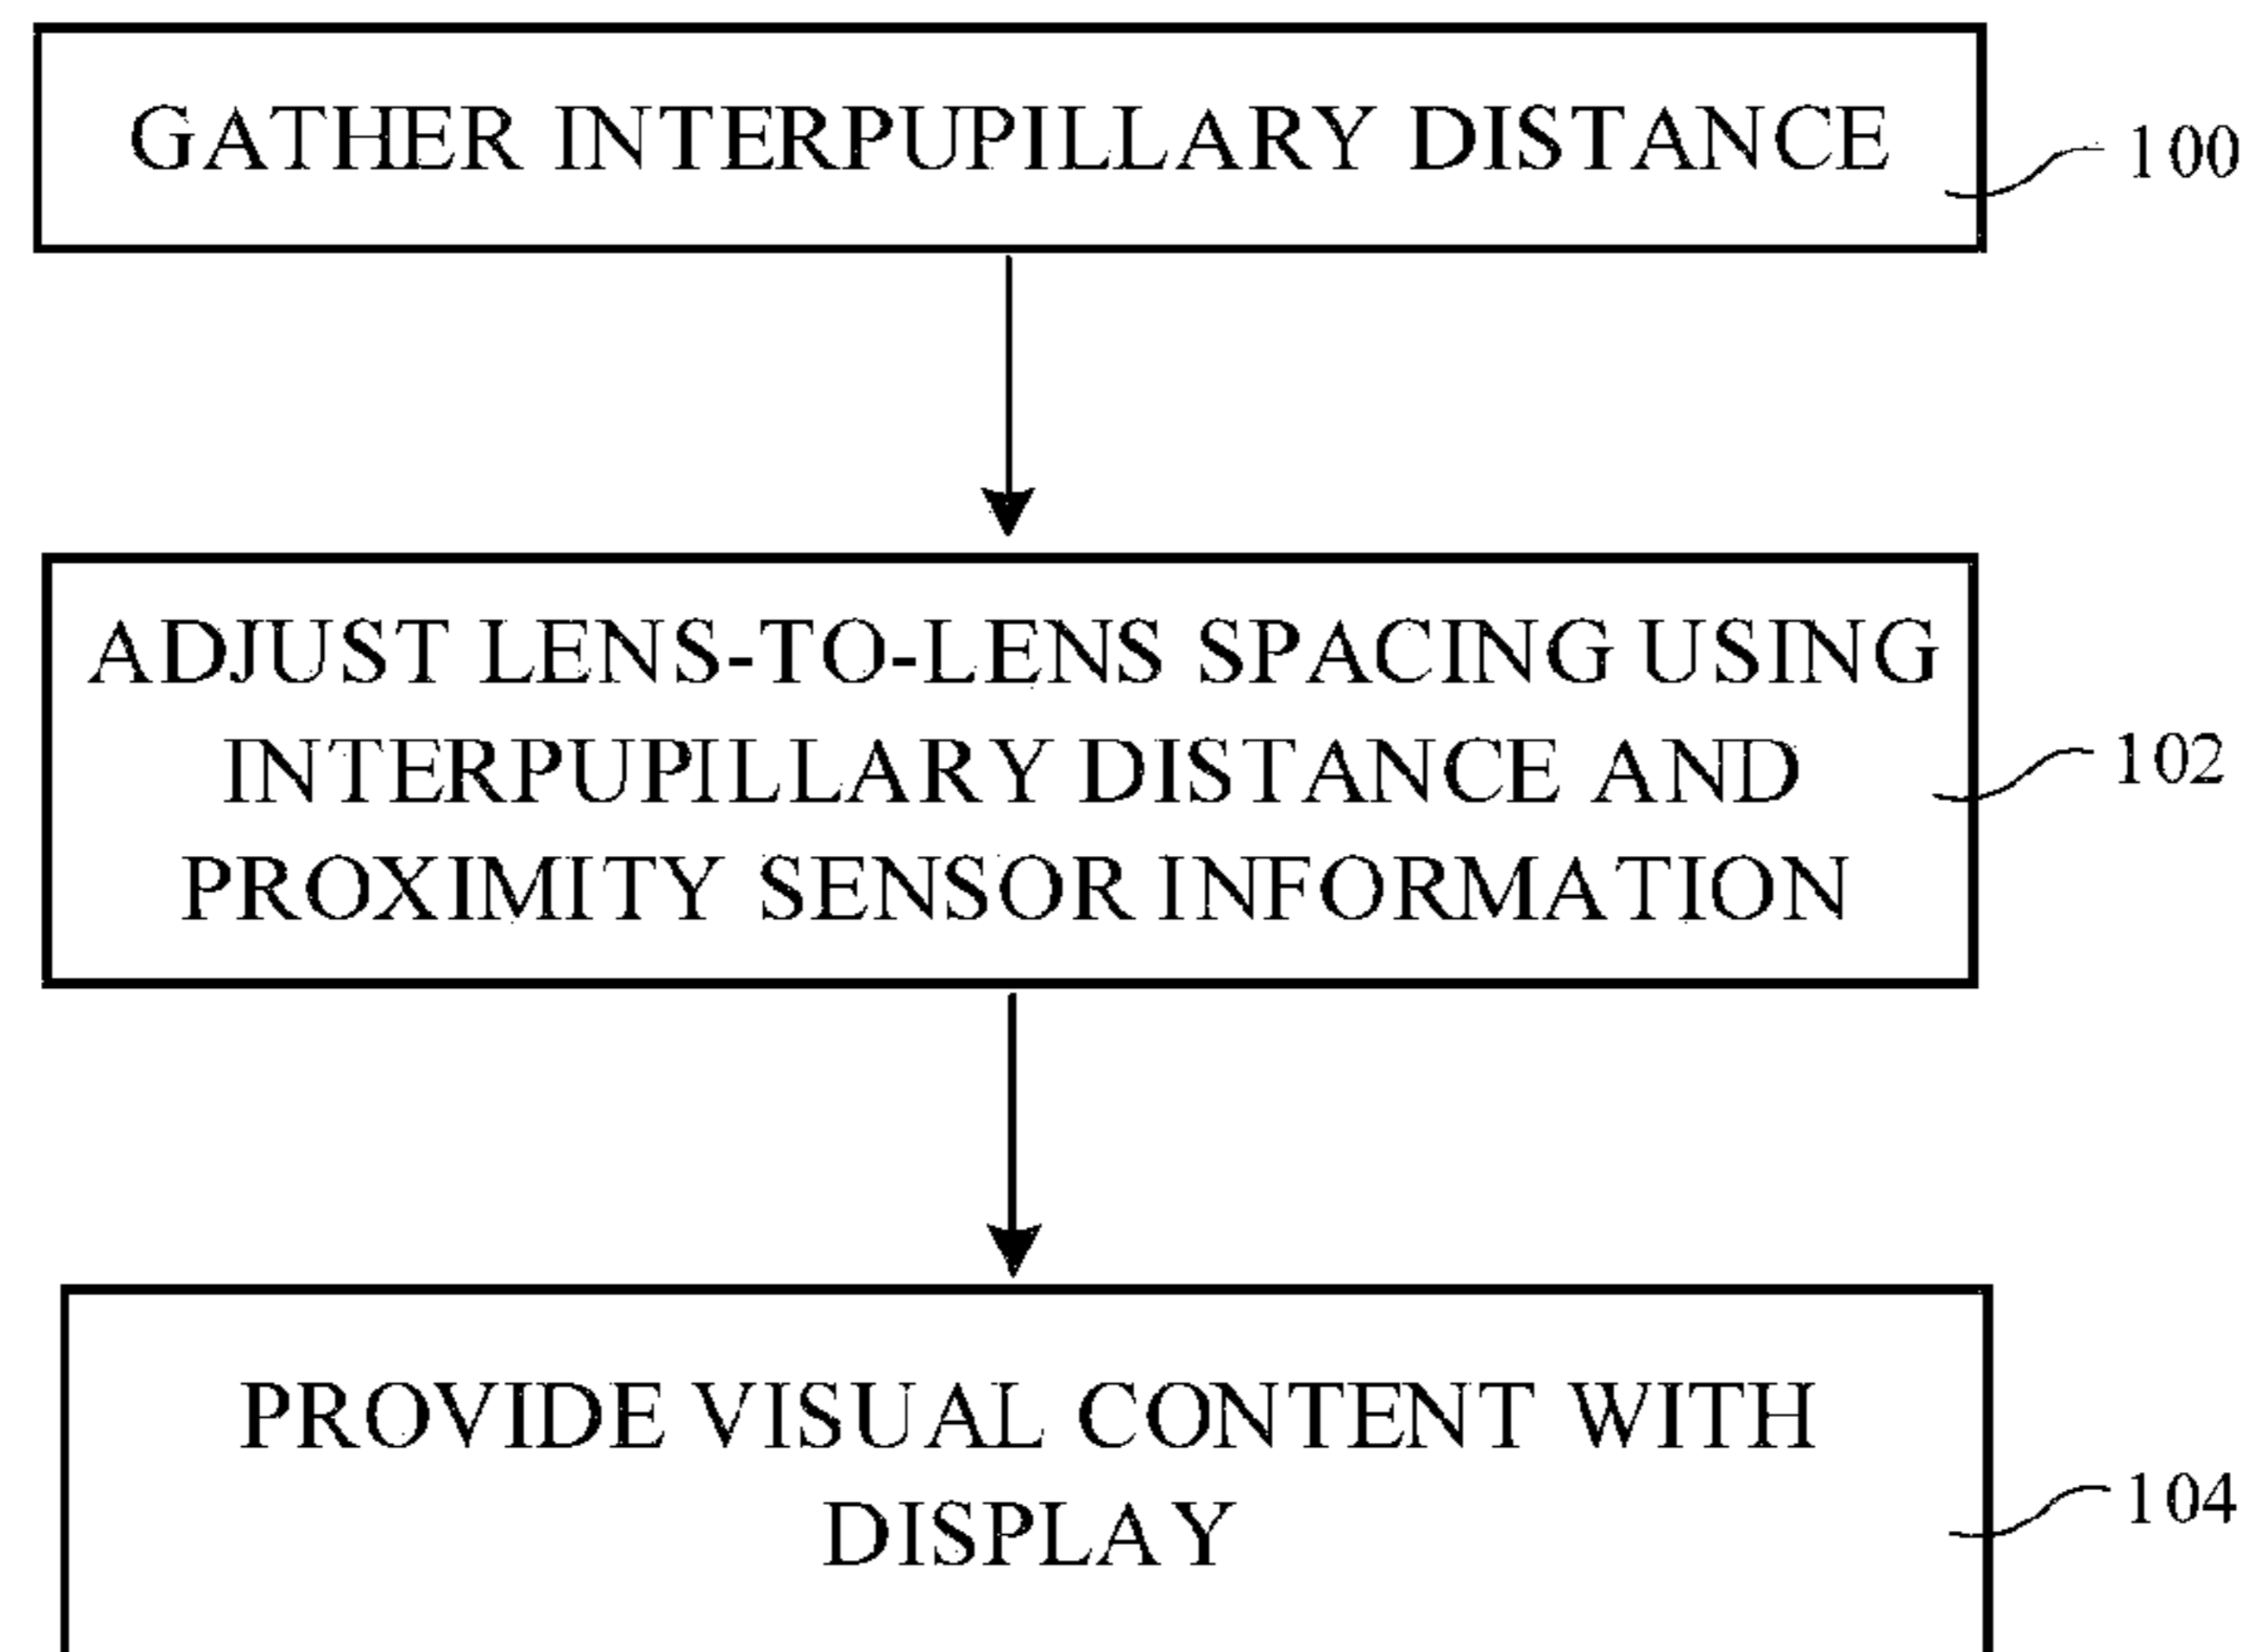 GATHER INTERPUPILLARY DISTANCE
100
ADJUST LENS-TO-LENS SPACING USING
INTERPUPILLARY DISTANCE AND
102
PROXIMITY SENSOR INFORMATION
PROVIDE VISUAL CONTENT WITH
104
DISPLAY